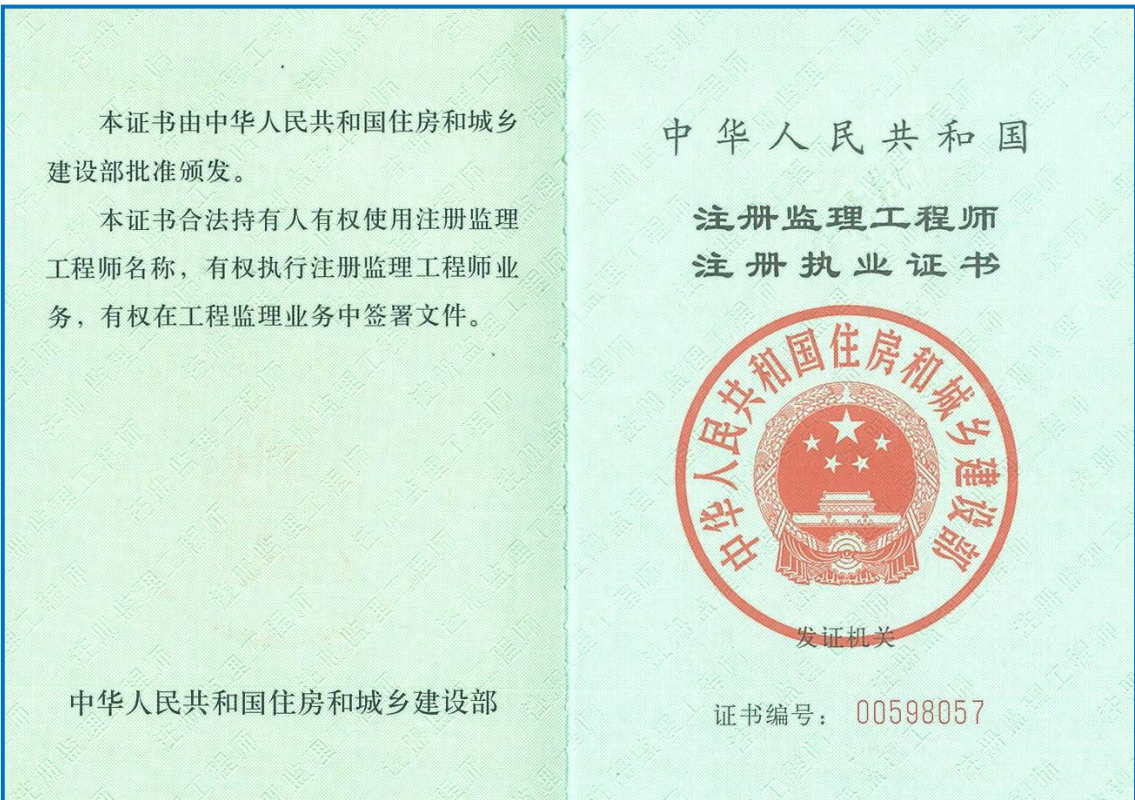 本证书由中华人民共和国住房和城乡
建设部批准颁发。
本证书合法持有人有权使用注册监理
工程师名称，有权执行注册监理工程师业
务，有权在工程监理业务中签署文件。
中华人民共和国住房和城乡建设部
中华人民共和国
注册监理工程师
注册执业证书
中华人民共和国住房和城乡建设部
发证机关
证书编号： 00598057